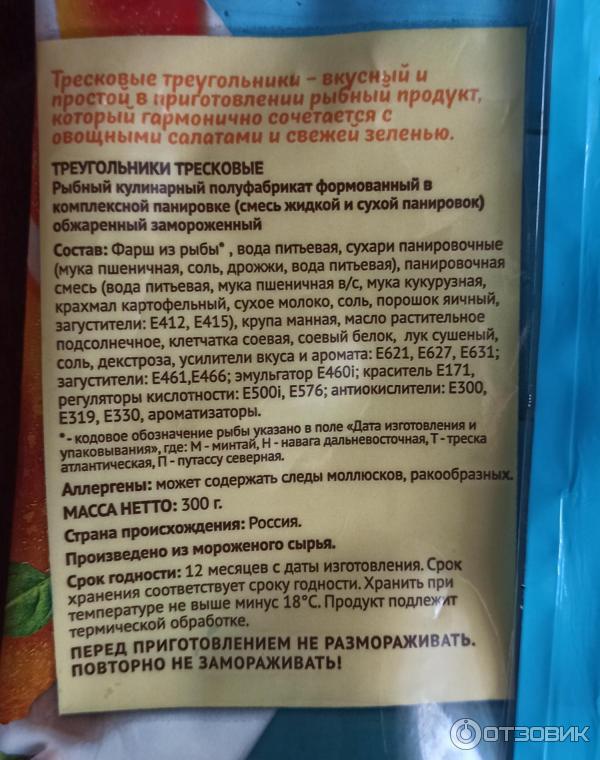 Тресковые треугольники – вкусный и
простой в приготовлении рыбный продукт,
который гармонично сочетается с
овощными салатами и свежей зеленью.
ТРЕУГОЛЬНИКИ ТРЕСКОВЫЕ
Рыбный кулинарный полуфабрикат формованный в
комплексной панировке (смесь жидкой и сухой панировок)
обжаренный замороженный
Состав: Фарш из рыбы* , вода питьевая, сухари панировочные
(мука пшеничная, соль, дрожжи, вода питьевая), панировочная
смесь (вода питьевая, мука пшеничная в/с, мука кукурузная,
крахмал картофельный, сухое молоко, соль, порошок яичный,
загустители: Е412, Е415), крупа манная, масло растительное
подсолнечное, клетчатка соевая, соевый белок, лук сушеный,
соль, декстроза, усилители вкуса и аромата: Е621, Е627, Е631;
загустители: Е461,Е466; эмульгатор Е460i; краситель Е171,
регуляторы кислотности: Е500i, Е576; антиокислители: Е300,
Е319, Е330, ароматизаторы.
*- кодовое обозначение рыбы указано в поле «Дата изготовления и
упаковывания», где: М - минтай, Н - навага дальневосточная, Т - треска
атлантическая, П - путассу северная.
Аллергены: может содержать следы моллюсков, ракообразных.
МАССА НЕТТО: 300 г.
Страна происхождения: Россия.
Произведено из мороженого сырья.
Срок годности: 12 месяцев с даты изготовления. Срок
хранения соответствует сроку годности. Хранить при
температуре не выше минус 18°С. Продукт подлежит
термической обработке.
ПЕРЕД ПРИГОТОВЛЕНИЕМ НЕ РАЗМОРАЖИВАТЬ.
ПОВТОРНО НЕ ЗАМОРАЖИВАТЬ!
ОТЗОВИК